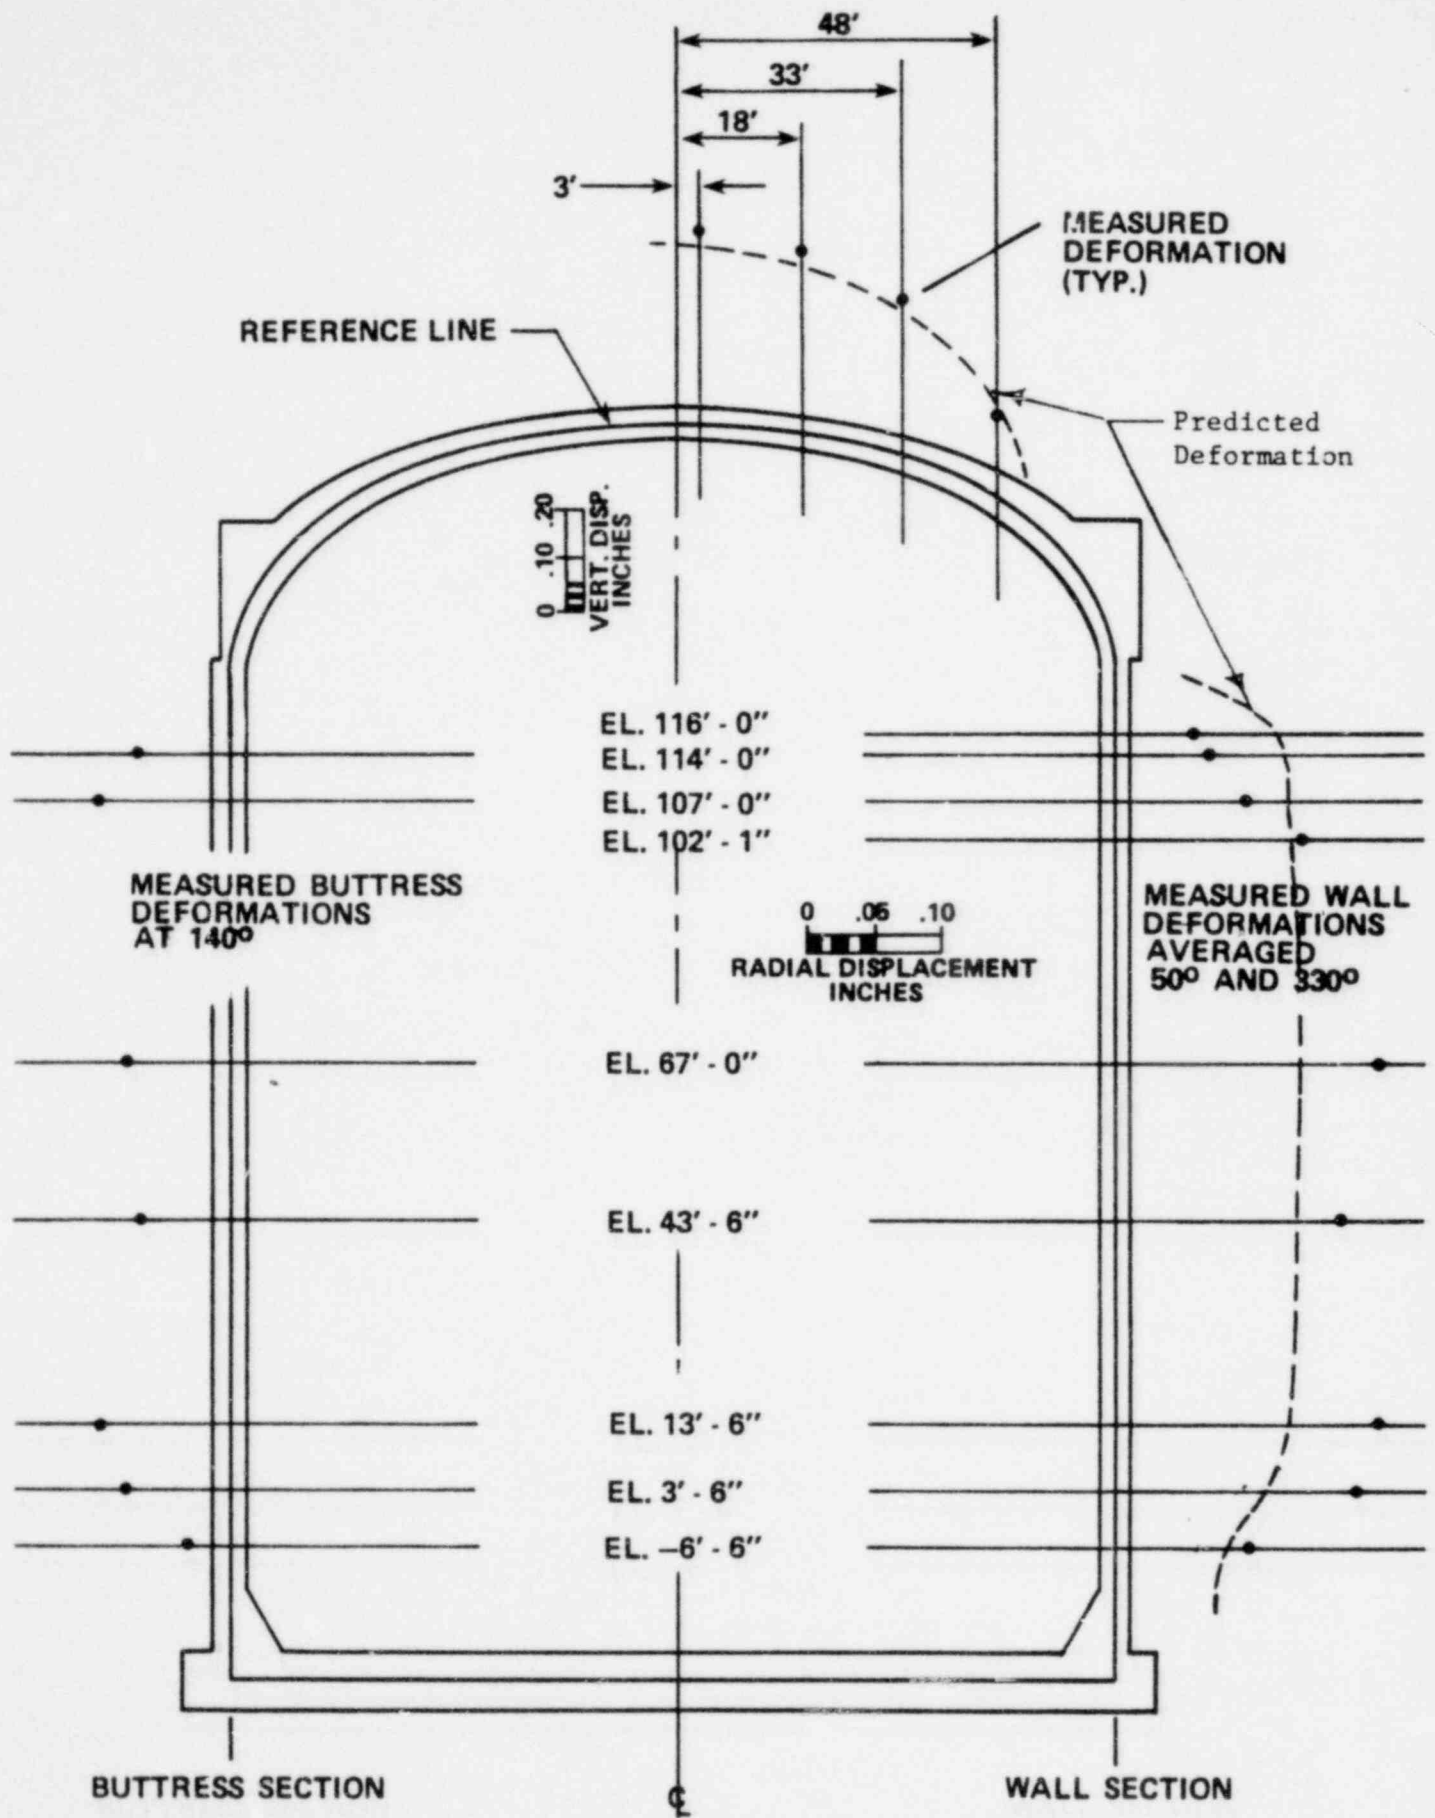 48'
33'
18'
3'
MEASURED
DEFORMATION
(TYP.)
REFERENCE LINE
Predicted
Deformation
0 .10 .20
VERT. DISP.
INCHES
EL. 116' - 0"
EL. 114' - 0"
EL. 107' - 0"
EL. 102' - 1"
MEASURED BUTTRESS
DEFORMATIONS
AT 140º
0 .05 .10
RADIAL DISPLACEMENT
INCHES
MEASURED WALL
DEFORMATIONS
AVERAGED
50º AND 330º
EL. 67' - 0"
EL. 43' - 6"
EL. 13' - 6"
EL. 3' - 6"
EL. —6' - 6"
BUTTRESS SECTION
℄
WALL SECTION